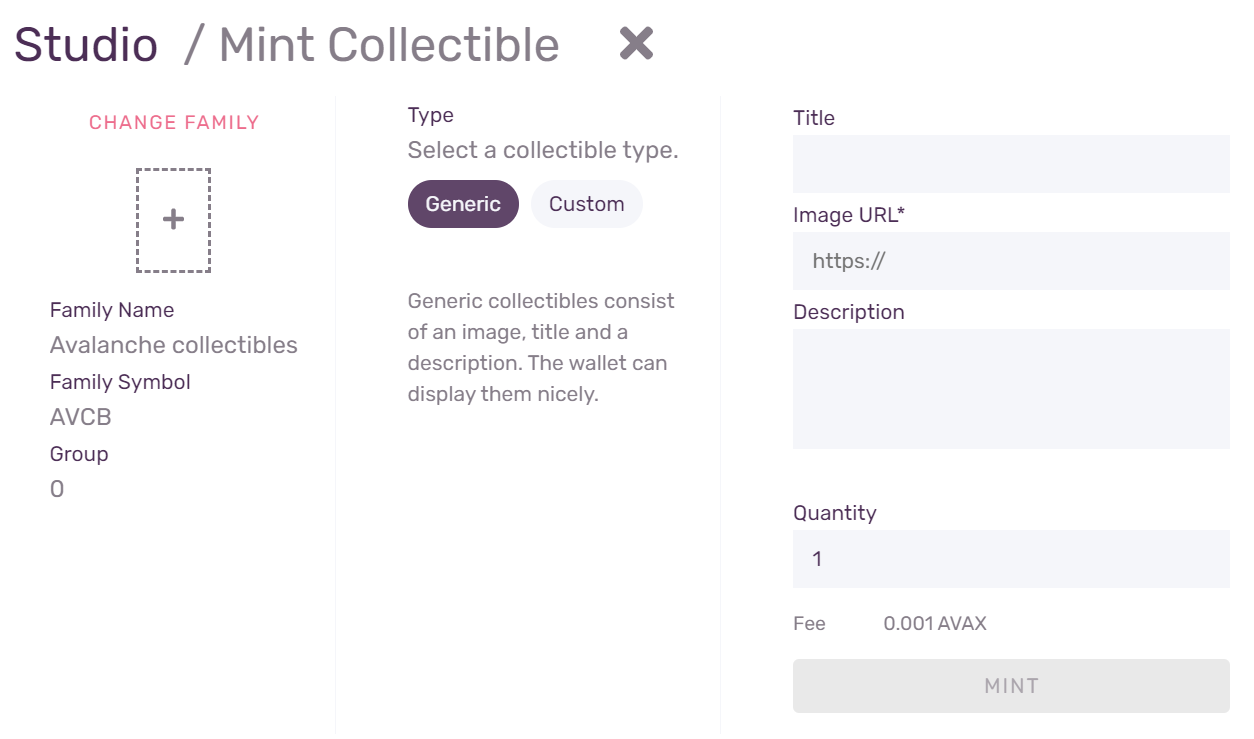 Studio / Mint Collectible
CHANGE FAMILY
Family Name
Avalanche collectibles
Family Symbol
AVCB
Group
0
Type
Select a collectible type.
Generic Custom
Generic collectibles consist
of an image, title and a
description. The wallet can
display them nicely.
Title
Image URL*
https://
Description
Quantity
1
Fee 0.001 AVAX
MINT